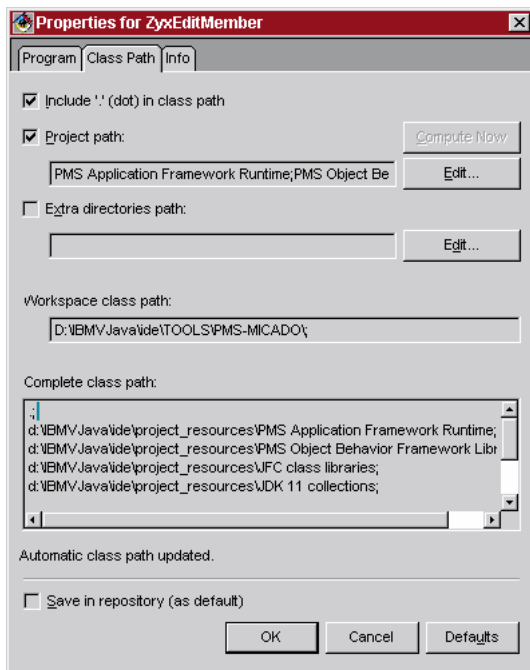 Properties for ZyxEditMember
Program Class Path Info
Include '.' (dot) in class path
Project path: Compute Now
PMS Application Framework Runtime;PMS Object Be Edit...
Extra directories path:
Edit...
Workspace class path:
D:\IBMVJava\ide\TOOLS\PMS-MICADO\;
Complete class path:
.;
d:\IBMVJava\ide\project_resources\PMS Application Framework Runtime;
d:\IBMVJava\ide\project_resources\PMS Object Behavior Framework Libr
d:\IBMVJava\ide\project_resources\JFC class libraries;
d:\IBMVJava\ide\project_resources\JDK 11 collections;
Automatic class path updated.
Save in repository (as default)
OK Cancel Defaults